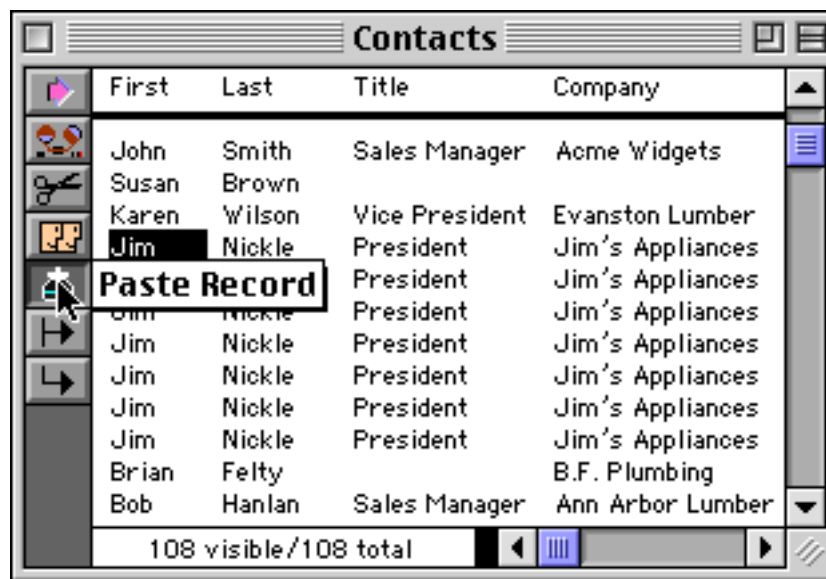 Contacts
First Last Title Company
John Smith Sales Manager Acme Widgets
Susan Brown
Karen Wilson Vice President Evanston Lumber
Jim Nickle President Jim's Appliances
Paste Record President Jim's Appliances
Jim Nickle President Jim's Appliances
Jim Nickle President Jim's Appliances
Jim Nickle President Jim's Appliances
Jim Nickle President Jim's Appliances
Jim Nickle President Jim's Appliances
Brian Felty B.F. Plumbing
Bob Hanlan Sales Manager Ann Arbor Lumber
108 visible/108 total